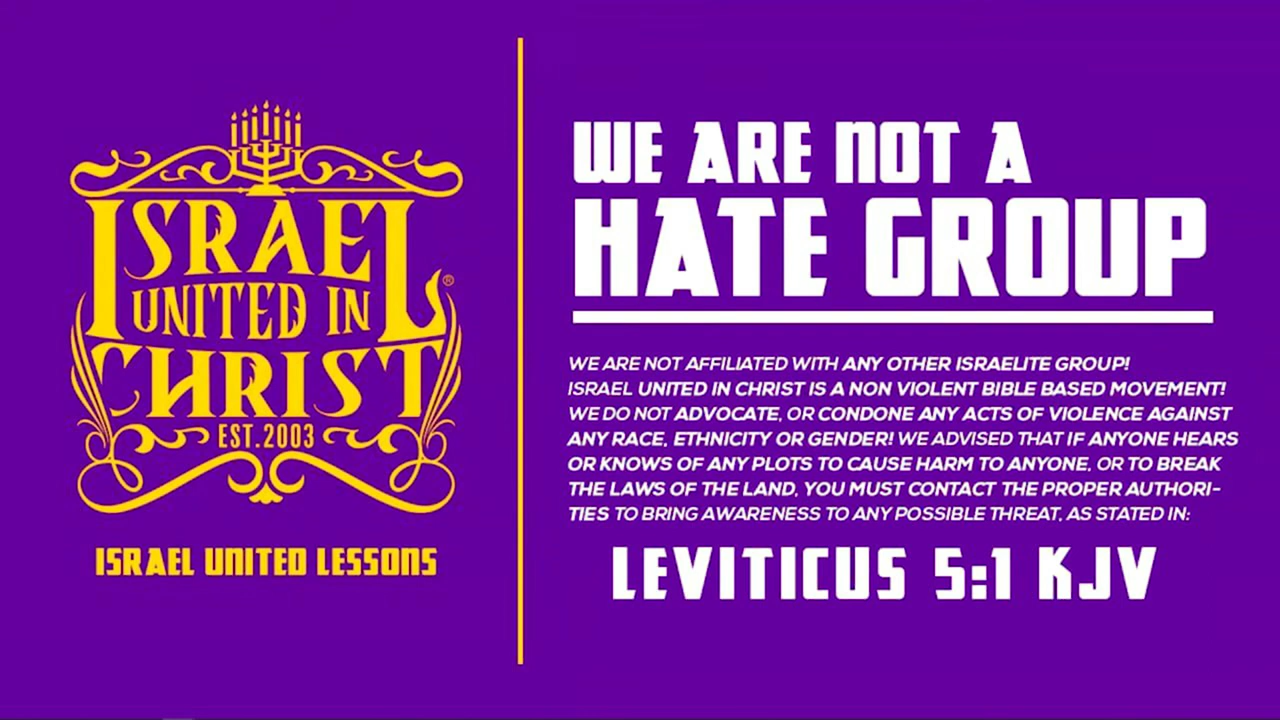 ISRAEL
UNITED IN
CHRIST
EST.2003
ISRAEL UNITED LESSONS
WE ARE NOT A
HATE GROUP
WE ARE NOT AFFILIATED WITH ANY OTHER ISRAELITE GROUP!
ISRAEL UNITED IN CHRIST IS A NON VIOLENT BIBLE BASED MOVEMENT!
WE DO NOT ADVOCATE, OR CONDONE ANY ACTS OF VIOLENCE AGAINST
ANY RACE, ETHNICITY OR GENDER! WE ADVISED THAT IF ANYONE HEARS
OR KNOWS OF ANY PLOTS TO CAUSE HARM TO ANYONE, OR TO BREAK
THE LAWS OF THE LAND, YOU MUST CONTACT THE PROPER AUTHORI-
TIES TO BRING AWARENESS TO ANY POSSIBLE THREAT, AS STATED IN:
LEVITICUS 5:1 KJV